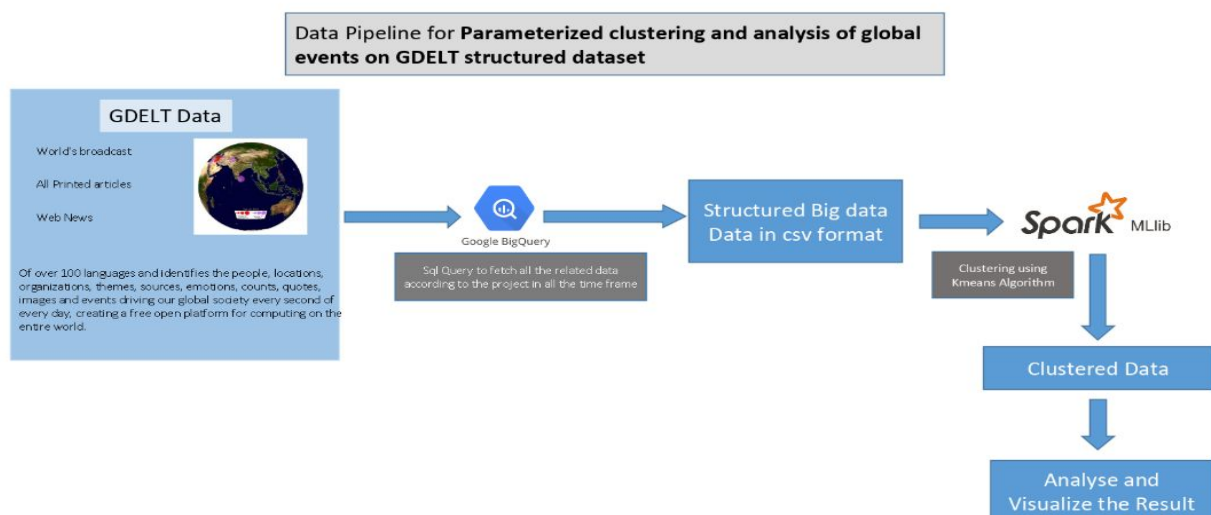 Data Pipeline for Parameterized clustering and analysis of global
events on GDELT structured dataset
GDELT Data
World's broadcast
All Printed articles
Web News
Of over 100 languages and identifies the people, locations,
organizations, themes, sources, emotions, counts, quotes,
images and events driving our global society every second of
every day, creating a free open platform for computing on the
entire world.
Google BigQuery
Sql Query to fetch all the related data
according to the project in all the time frame
Structured Big data
Data in csv format
Spark MLlib
Clustering using
Kmeans Algorithm
Clustered Data
Analyse and
Visualize the Result